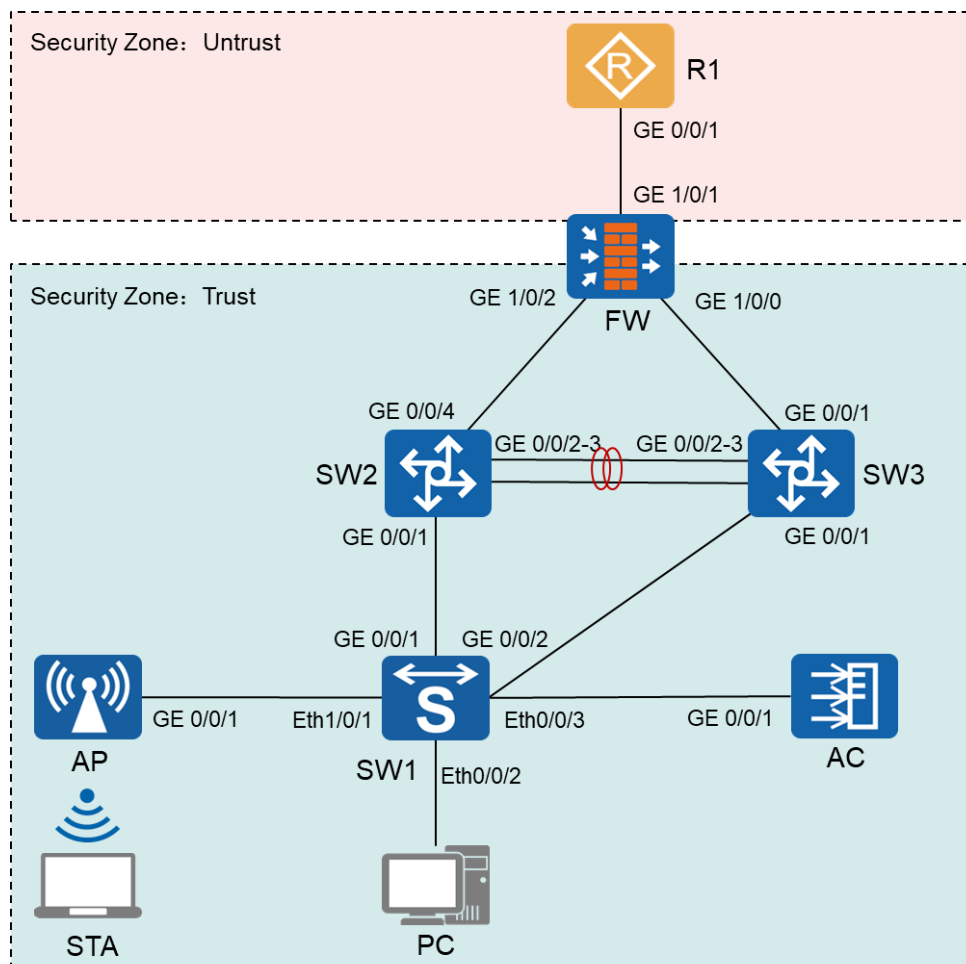 Security Zone：Untrust
R
R1
GE 0/0/1
GE 1/0/1
Security Zone：Trust
GE 1/0/2
GE 1/0/0
FW
GE 0/0/4
GE 0/0/1
GE 0/0/2-3
GE 0/0/2-3
SW2
SW3
GE 0/0/1
GE 0/0/1
GE 0/0/1
GE 0/0/2
S
GE 0/0/1
Eth1/0/1
Eth0/0/3
GE 0/0/1
AP
SW1
AC
Eth0/0/2
STA
PC